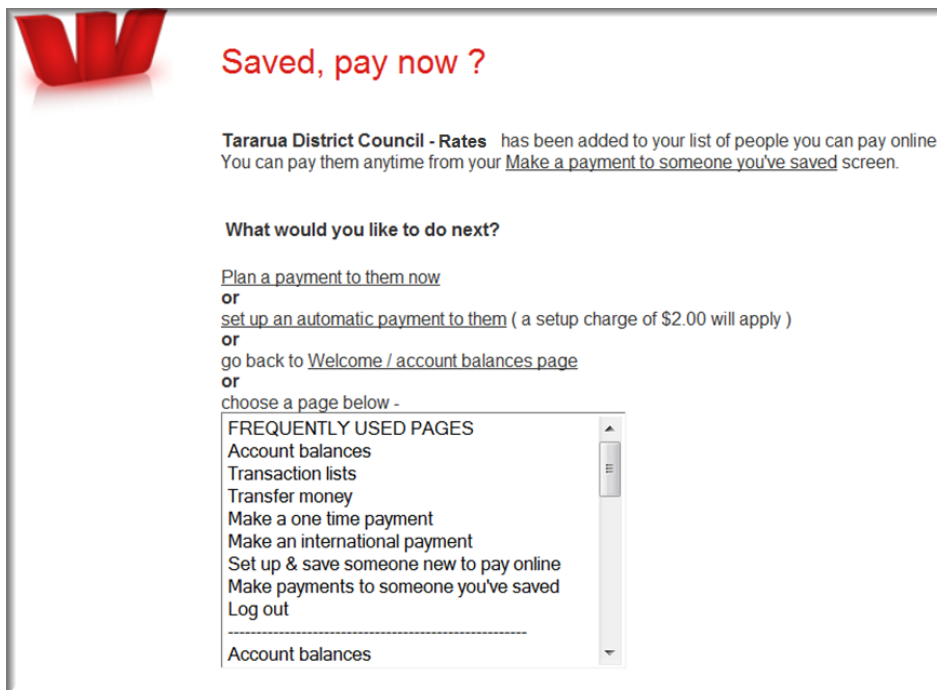 Saved, pay now ?
Tararua District Council - Rates has been added to your list of people you can pay online
You can pay them anytime from your Make a payment to someone you've saved screen.
What would you like to do next?
Plan a payment to them now
or
set up an automatic payment to them ( a setup charge of $2.00 will apply )
or
go back to Welcome / account balances page
or
choose a page below -
FREQUENTLY USED PAGES
Account balances
Transaction lists
Transfer money
Make a one time payment
Make an international payment
Set up & save someone new to pay online
Make payments to someone you've saved
Log out
-----------------------------------------------------
Account balances